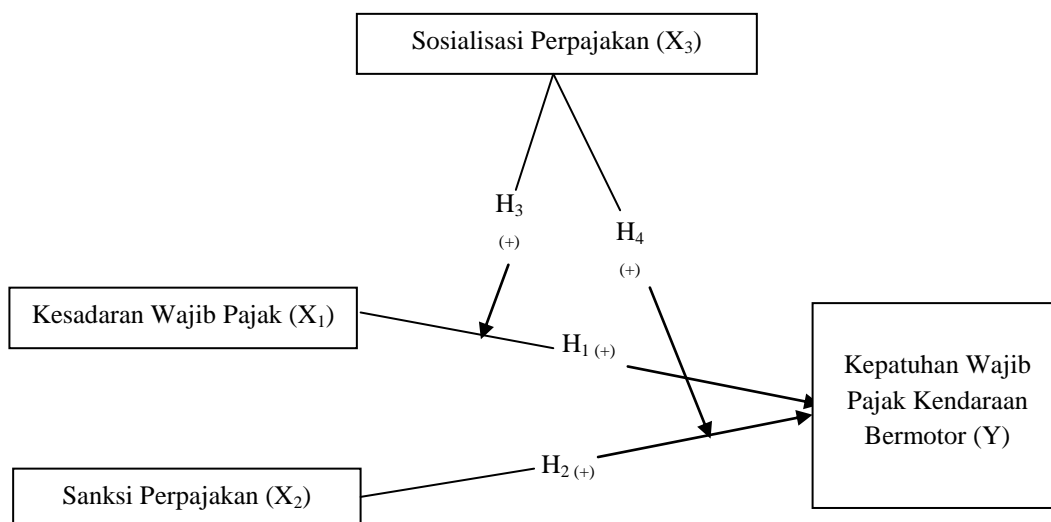 Sosialisasi Perpajakan (X₃)
H₃
(+)
H₄
(+)
Kesadaran Wajib Pajak (X₁)
H₁ (+)
Kepatuhan Wajib
Pajak Kendaraan
Bermotor (Y)
H₂ (+)
Sanksi Perpajakan (X₂)